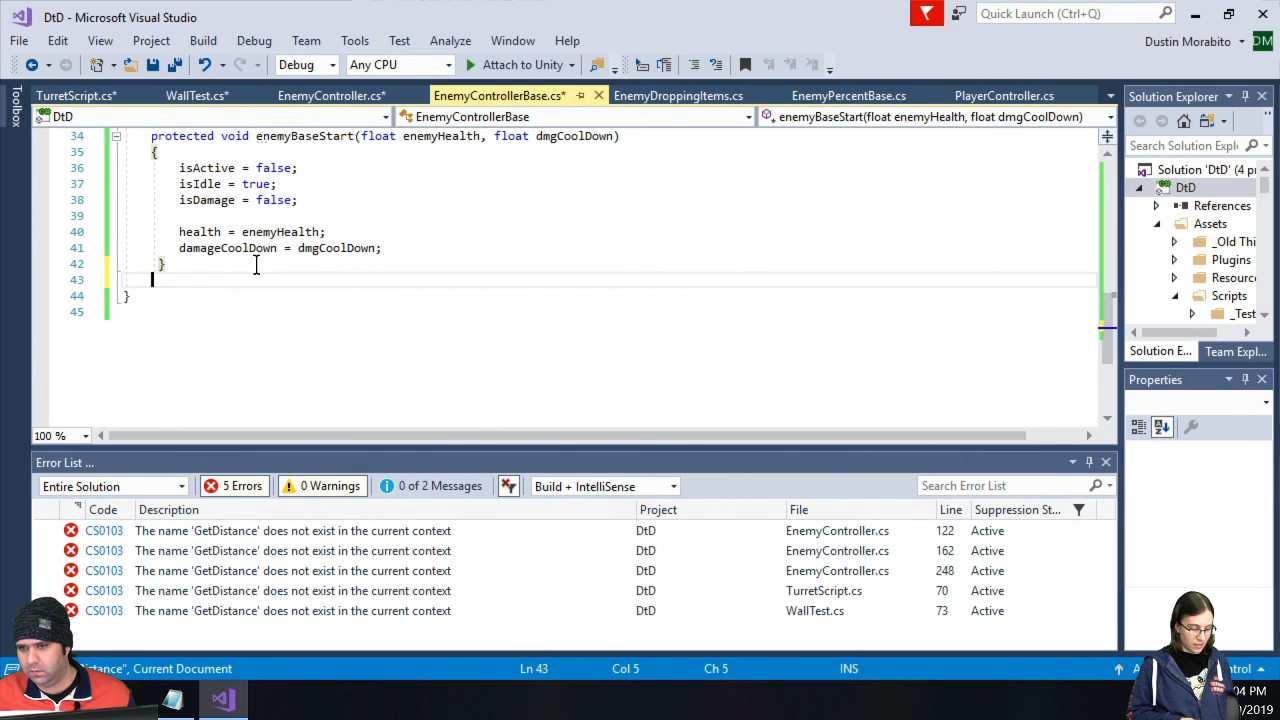 DtD - Microsoft Visual Studio
Quick Launch (Ctrl+Q)
File Edit View Project Build Debug Team Tools Test Analyze Window Help
Dustin Morabito DM
Debug Any CPU Attach to Unity
Toolbox
TurretScript.cs* WallTest.cs* EnemyController.cs* EnemyControllerBase.cs* EnemyDroppingItems.cs EnemyPercentBase.cs PlayerController.cs
DtD EnemyControllerBase enemyBaseStart(float enemyHealth, float dmgCoolDown)
34 protected void enemyBaseStart(float enemyHealth, float dmgCoolDown)
35 {
36 isActive = false;
37 isIdle = true;
38 isDamage = false;
39
40 health = enemyHealth;
41 damageCoolDown = dmgCoolDown;
42 }
43
44 }
45
100 %
Solution Explorer
Search Solution Expl
Solution 'DtD' (4 pr
DtD
References
Assets
_Old Thi
Plugins
Resourc
Scripts
_Test
Solution E... Team Expl...
Properties
Error List ...
Entire Solution 5 Errors 0 Warnings 0 of 2 Messages Build + IntelliSense Search Error List
Code Description Project File Line Suppression St...
CS0103 The name 'GetDistance' does not exist in the current context DtD EnemyController.cs 122 Active
CS0103 The name 'GetDistance' does not exist in the current context DtD EnemyController.cs 162 Active
CS0103 The name 'GetDistance' does not exist in the current context DtD EnemyController.cs 248 Active
CS0103 The name 'GetDistance' does not exist in the current context DtD TurretScript.cs 70 Active
CS0103 The name 'GetDistance' does not exist in the current context DtD WallTest.cs 73 Active
istance", Current Document Ln 43 Col 5 Ch 5 INS
:04 PM
/2019